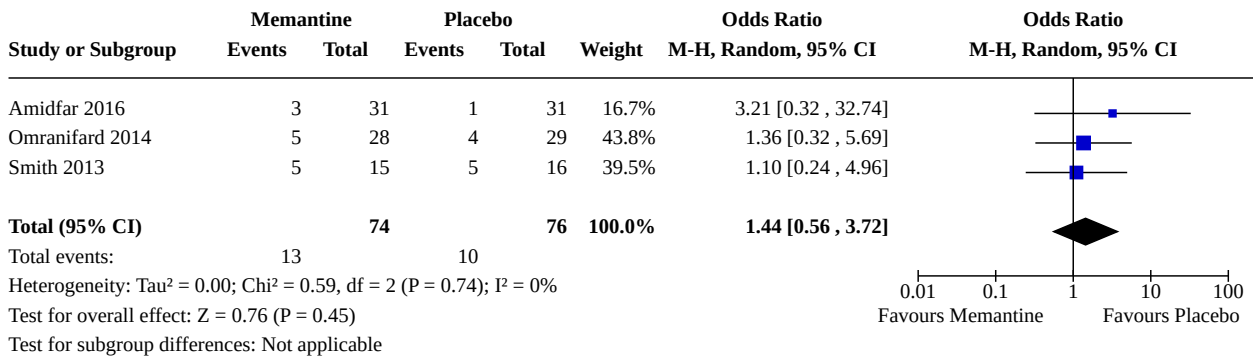 Memantine Placebo Odds Ratio Odds Ratio
Study or Subgroup Events Total Events Total Weight M-H, Random, 95% CI M-H, Random, 95% CI
Amidfar 2016 3 31 1 31 16.7% 3.21 [0.32 , 32.74]
Omranifard 2014 5 28 4 29 43.8% 1.36 [0.32 , 5.69]
Smith 2013 5 15 5 16 39.5% 1.10 [0.24 , 4.96]
Total (95% CI) 74 76 100.0% 1.44 [0.56 , 3.72]
Total events: 13 10
Heterogeneity: Tau² = 0.00; Chi² = 0.59, df = 2 (P = 0.74); I² = 0%
0.01 0.1 1 10 100
Test for overall effect: Z = 0.76 (P = 0.45)
Favours Memantine Favours Placebo
Test for subgroup differences: Not applicable